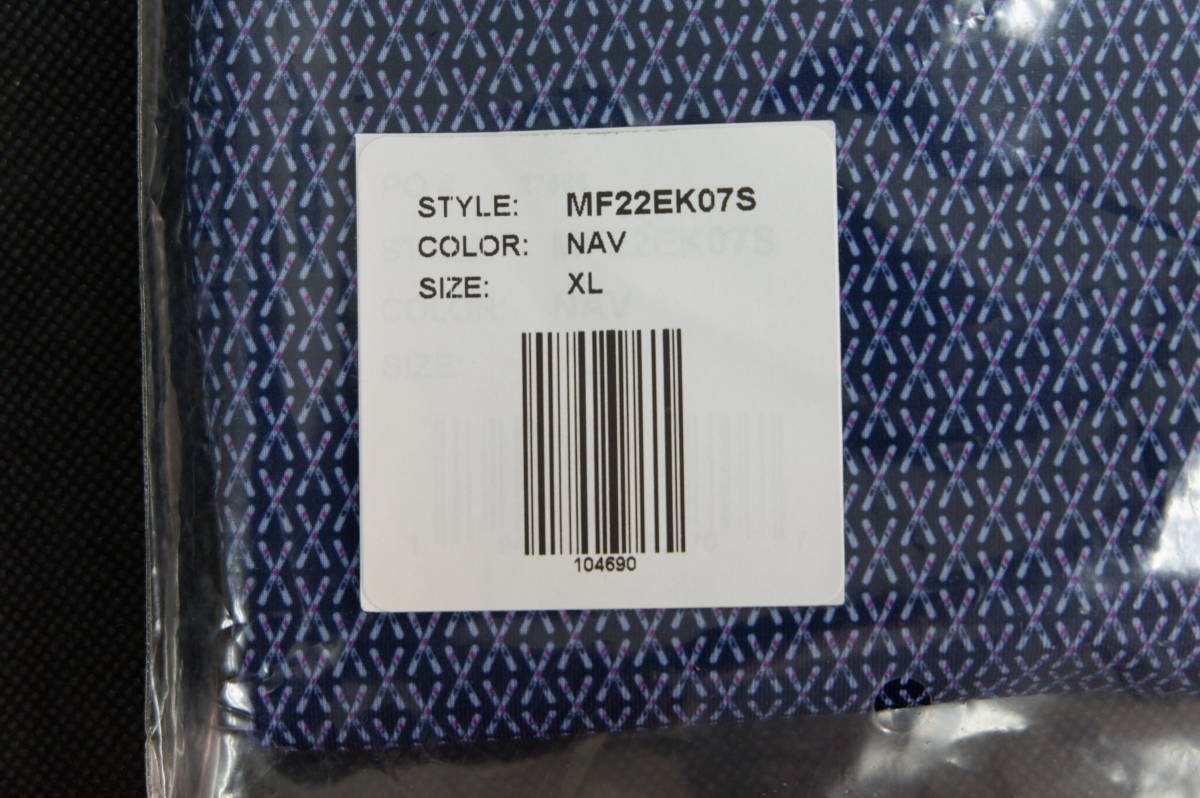 STYLE: MF22EK07S
COLOR: NAV
SIZE: XL
104690